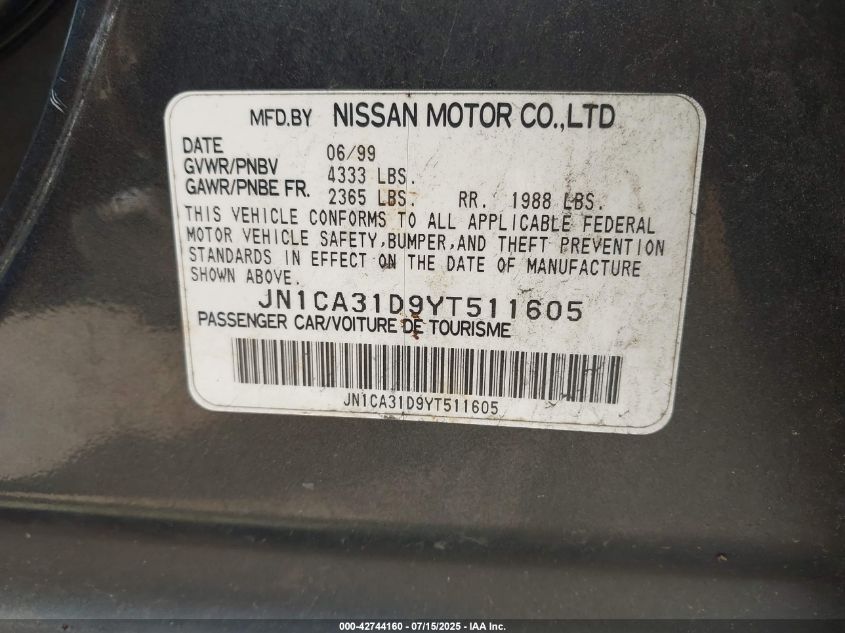 MFD.BY NISSAN MOTOR CO.,LTD
DATE 06/99
GVWR/PNBV 4333 LBS.
GAWR/PNBE FR. 2365 LBS. RR. 1988 LBS.
THIS VEHICLE CONFORMS TO ALL APPLICABLE FEDERAL
MOTOR VEHICLE SAFETY,BUMPER,AND THEFT PREVENTION
STANDARDS IN EFFECT ON THE DATE OF MANUFACTURE
SHOWN ABOVE.
JN1CA31D9YT511605
PASSENGER CAR/VOITURE DE TOURISME
JN1CA31D9YT511605
000-42744160 - 07/15/2025 - IAA Inc.